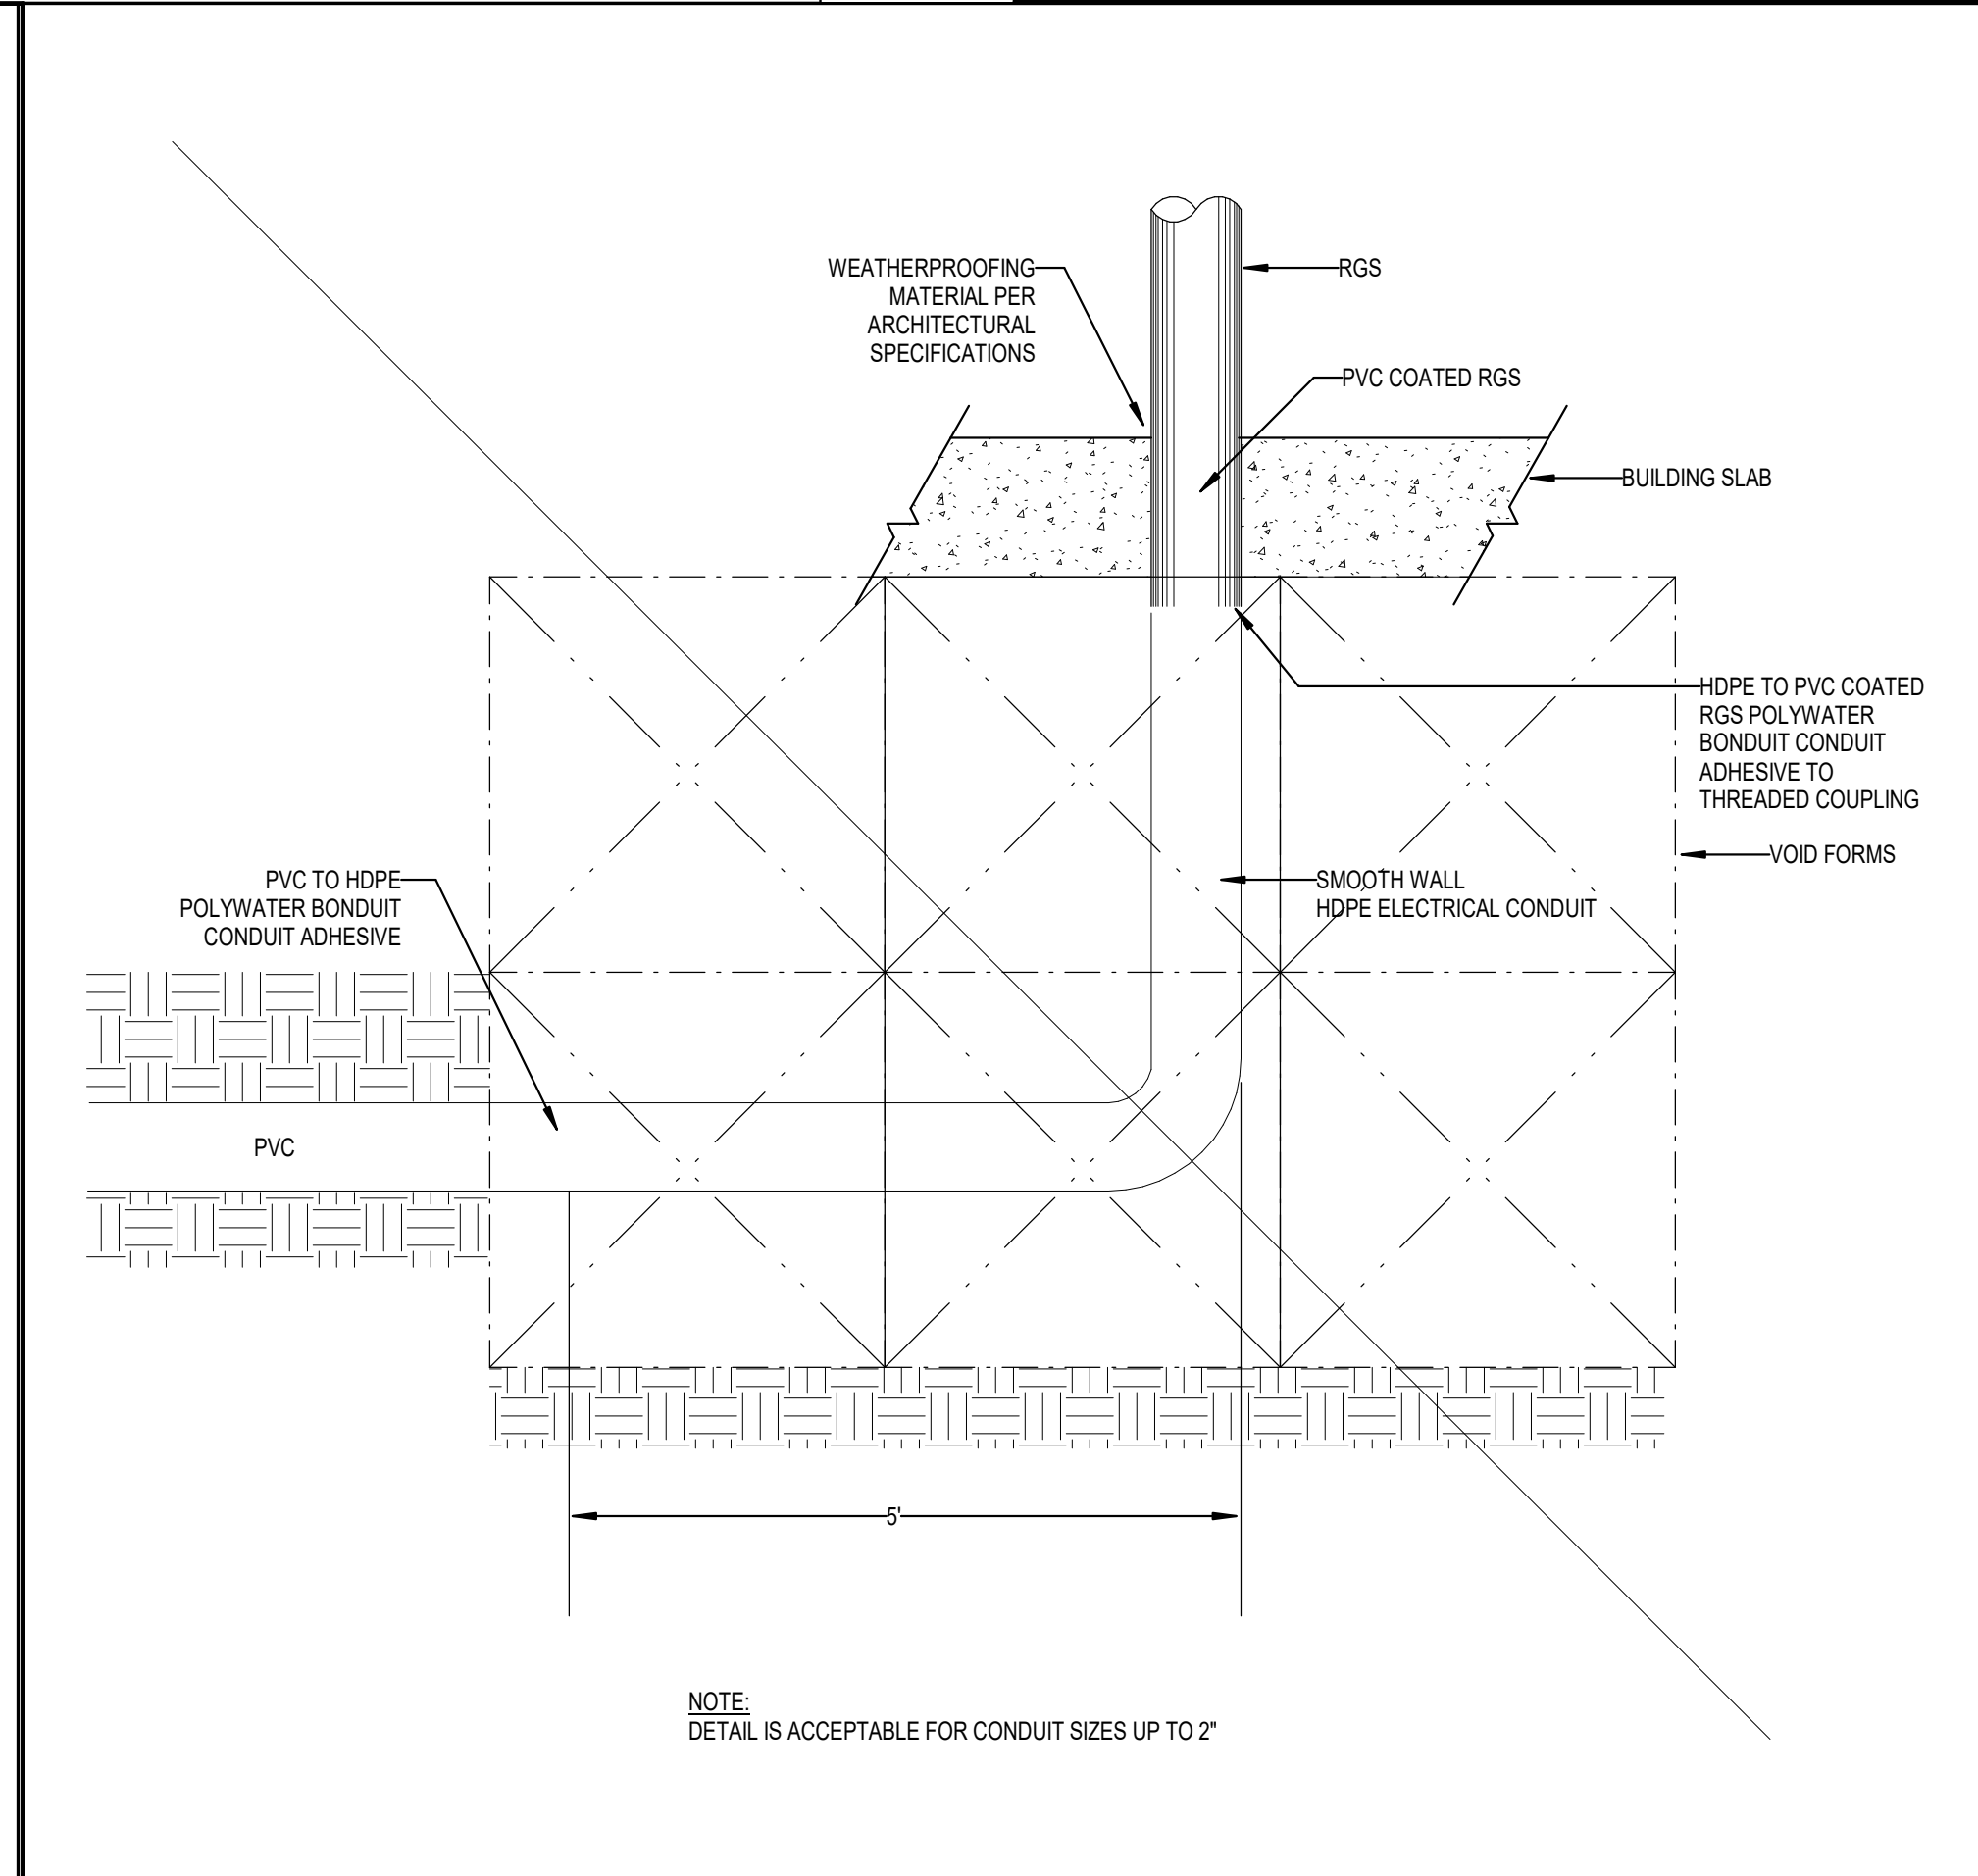 WEATHERPROOFING
MATERIAL PER
ARCHITECTURAL
SPECIFICATIONS
RGS
PVC COATED RGS
BUILDING SLAB
HDPE TO PVC COATED
RGS POLYWATER
BONDUIT CONDUIT
ADHESIVE TO
THREADED COUPLING
VOID FORMS
PVC TO HDPE
POLYWATER BONDUIT
CONDUIT ADHESIVE
SMOOTH WALL
HDPE ELECTRICAL CONDUIT
PVC
5'
NOTE:
DETAIL IS ACCEPTABLE FOR CONDUIT SIZES UP TO 2"